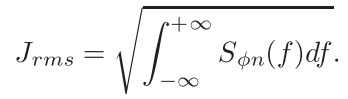 $J_{rms} = \sqrt{\int_{-\infty}^{+\infty} S_{\phi n}(f) df}.$